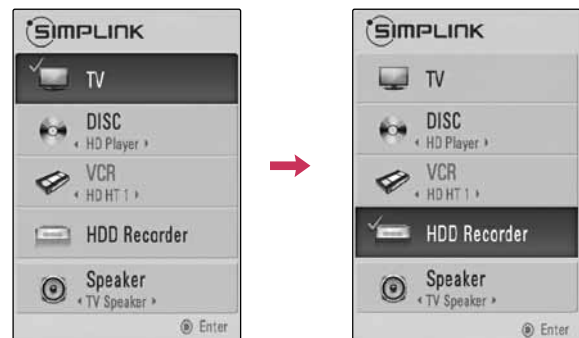 SIMPLINK
TV
DISC
HD Player
VCR
HD HT 1
HDD Recorder
Speaker
TV Speaker
Enter
SIMPLINK
TV
DISC
HD Player
VCR
HD HT 1
HDD Recorder
Speaker
TV Speaker
Enter